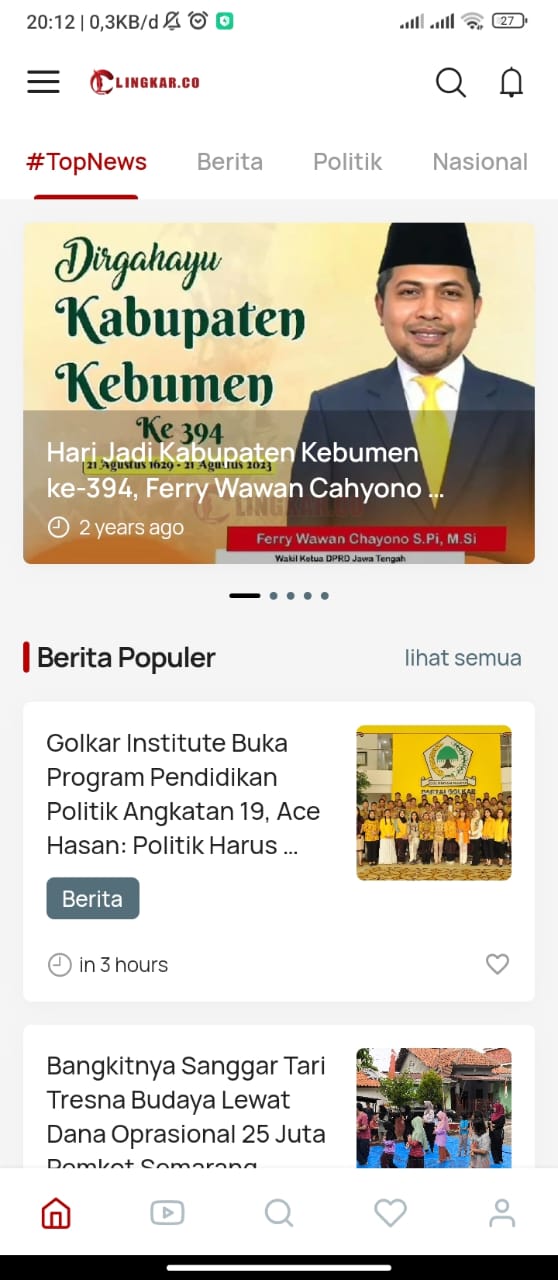 20:12 | 0,3KB/d
27
LINGKAR.CO
#TopNews Berita Politik Nasional
Dirgahayu
Kabupaten
Kebumen
Ke 394
21 Agustus 1629 - 21 Agustus 2023
Hari Jadi Kabupaten Kebumen
ke-394, Ferry Wawan Cahyono ...
LINGKAR.CO
2 years ago
Ferry Wawan Chayono S.Pi, M.Si
Wakil Ketua DPRD Jawa Tengah
Berita Populer
lihat semua
Golkar Institute Buka
Program Pendidikan
Politik Angkatan 19, Ace
Hasan: Politik Harus ...
PARTAI GOLKAR
Berita
in 3 hours
Bangkitnya Sanggar Tari
Tresna Budaya Lewat
Dana Oprasional 25 Juta
Pemkot Semarang